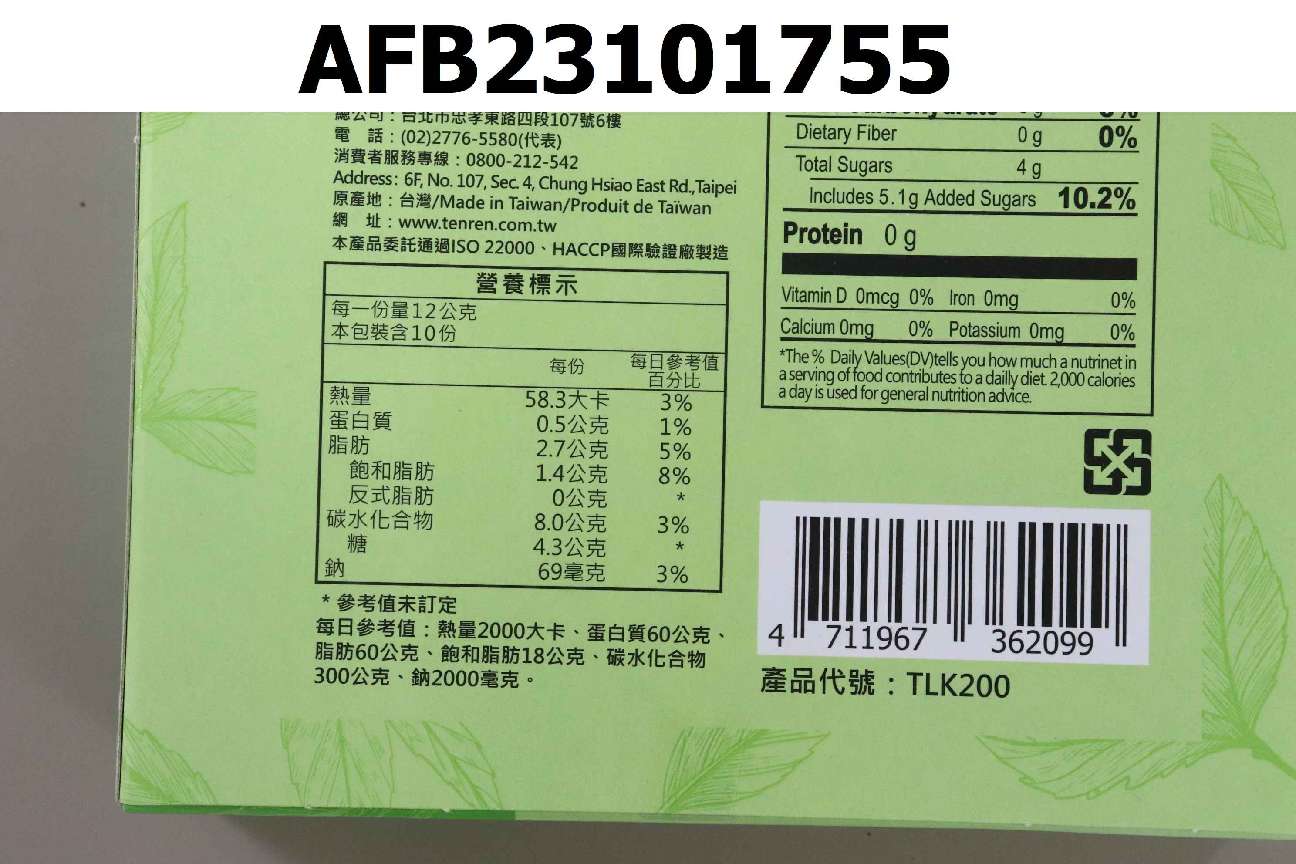 AFB23101755
總公司：台北市忠孝東路四段107號6樓
電 話：(02)2776-5580(代表)
消費者服務專線：0800-212-542
Address: 6F, No. 107, Sec. 4, Chung Hsiao East Rd.,Taipei
原產地：台灣/Made in Taiwan/Produit de Taïwan
網 址：www.tenren.com.tw
本產品委託通過ISO 22000、HACCP國際驗證廠製造
營養標示
每一份量12公克
本包裝含10份
每份 每日參考值
百分比
熱量 58.3大卡 3%
蛋白質 0.5公克 1%
脂肪 2.7公克 5%
飽和脂肪 1.4公克 8%
反式脂肪 0公克 *
碳水化合物 8.0公克 3%
糖 4.3公克 *
鈉 69毫克 3%
* 參考值未訂定
每日參考值：熱量2000大卡、蛋白質60公克、
脂肪60公克、飽和脂肪18公克、碳水化合物
300公克、鈉2000毫克。
Dietary Fiber 0 g 0%
Total Sugars 4 g
Includes 5.1g Added Sugars 10.2%
Protein 0 g
Vitamin D 0mcg 0% Iron 0mg 0%
Calcium 0mg 0% Potassium 0mg 0%
*The % Daily Values(DV)tells you how much a nutrinet in
a serving of food contributes to a dailly diet. 2,000 calories
a day is used for general nutrition advice.
4 711967 362099
產品代號：TLK200